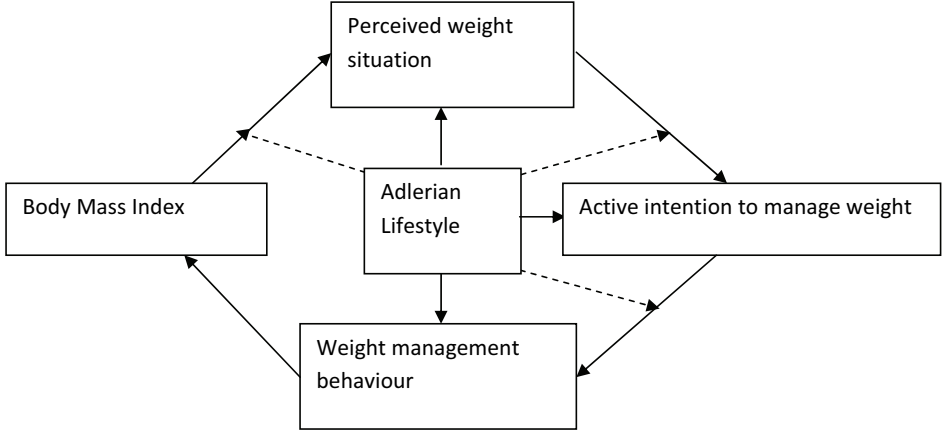 Perceived weight
situation
Body Mass Index
Adlerian
Lifestyle
Active intention to manage weight
Weight management
behaviour